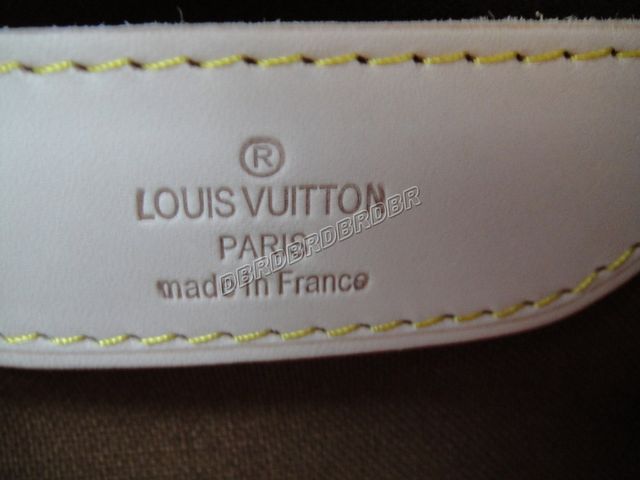 ®
LOUIS VUITTON
PARIS
made in France
DBRDBRDBRDBR